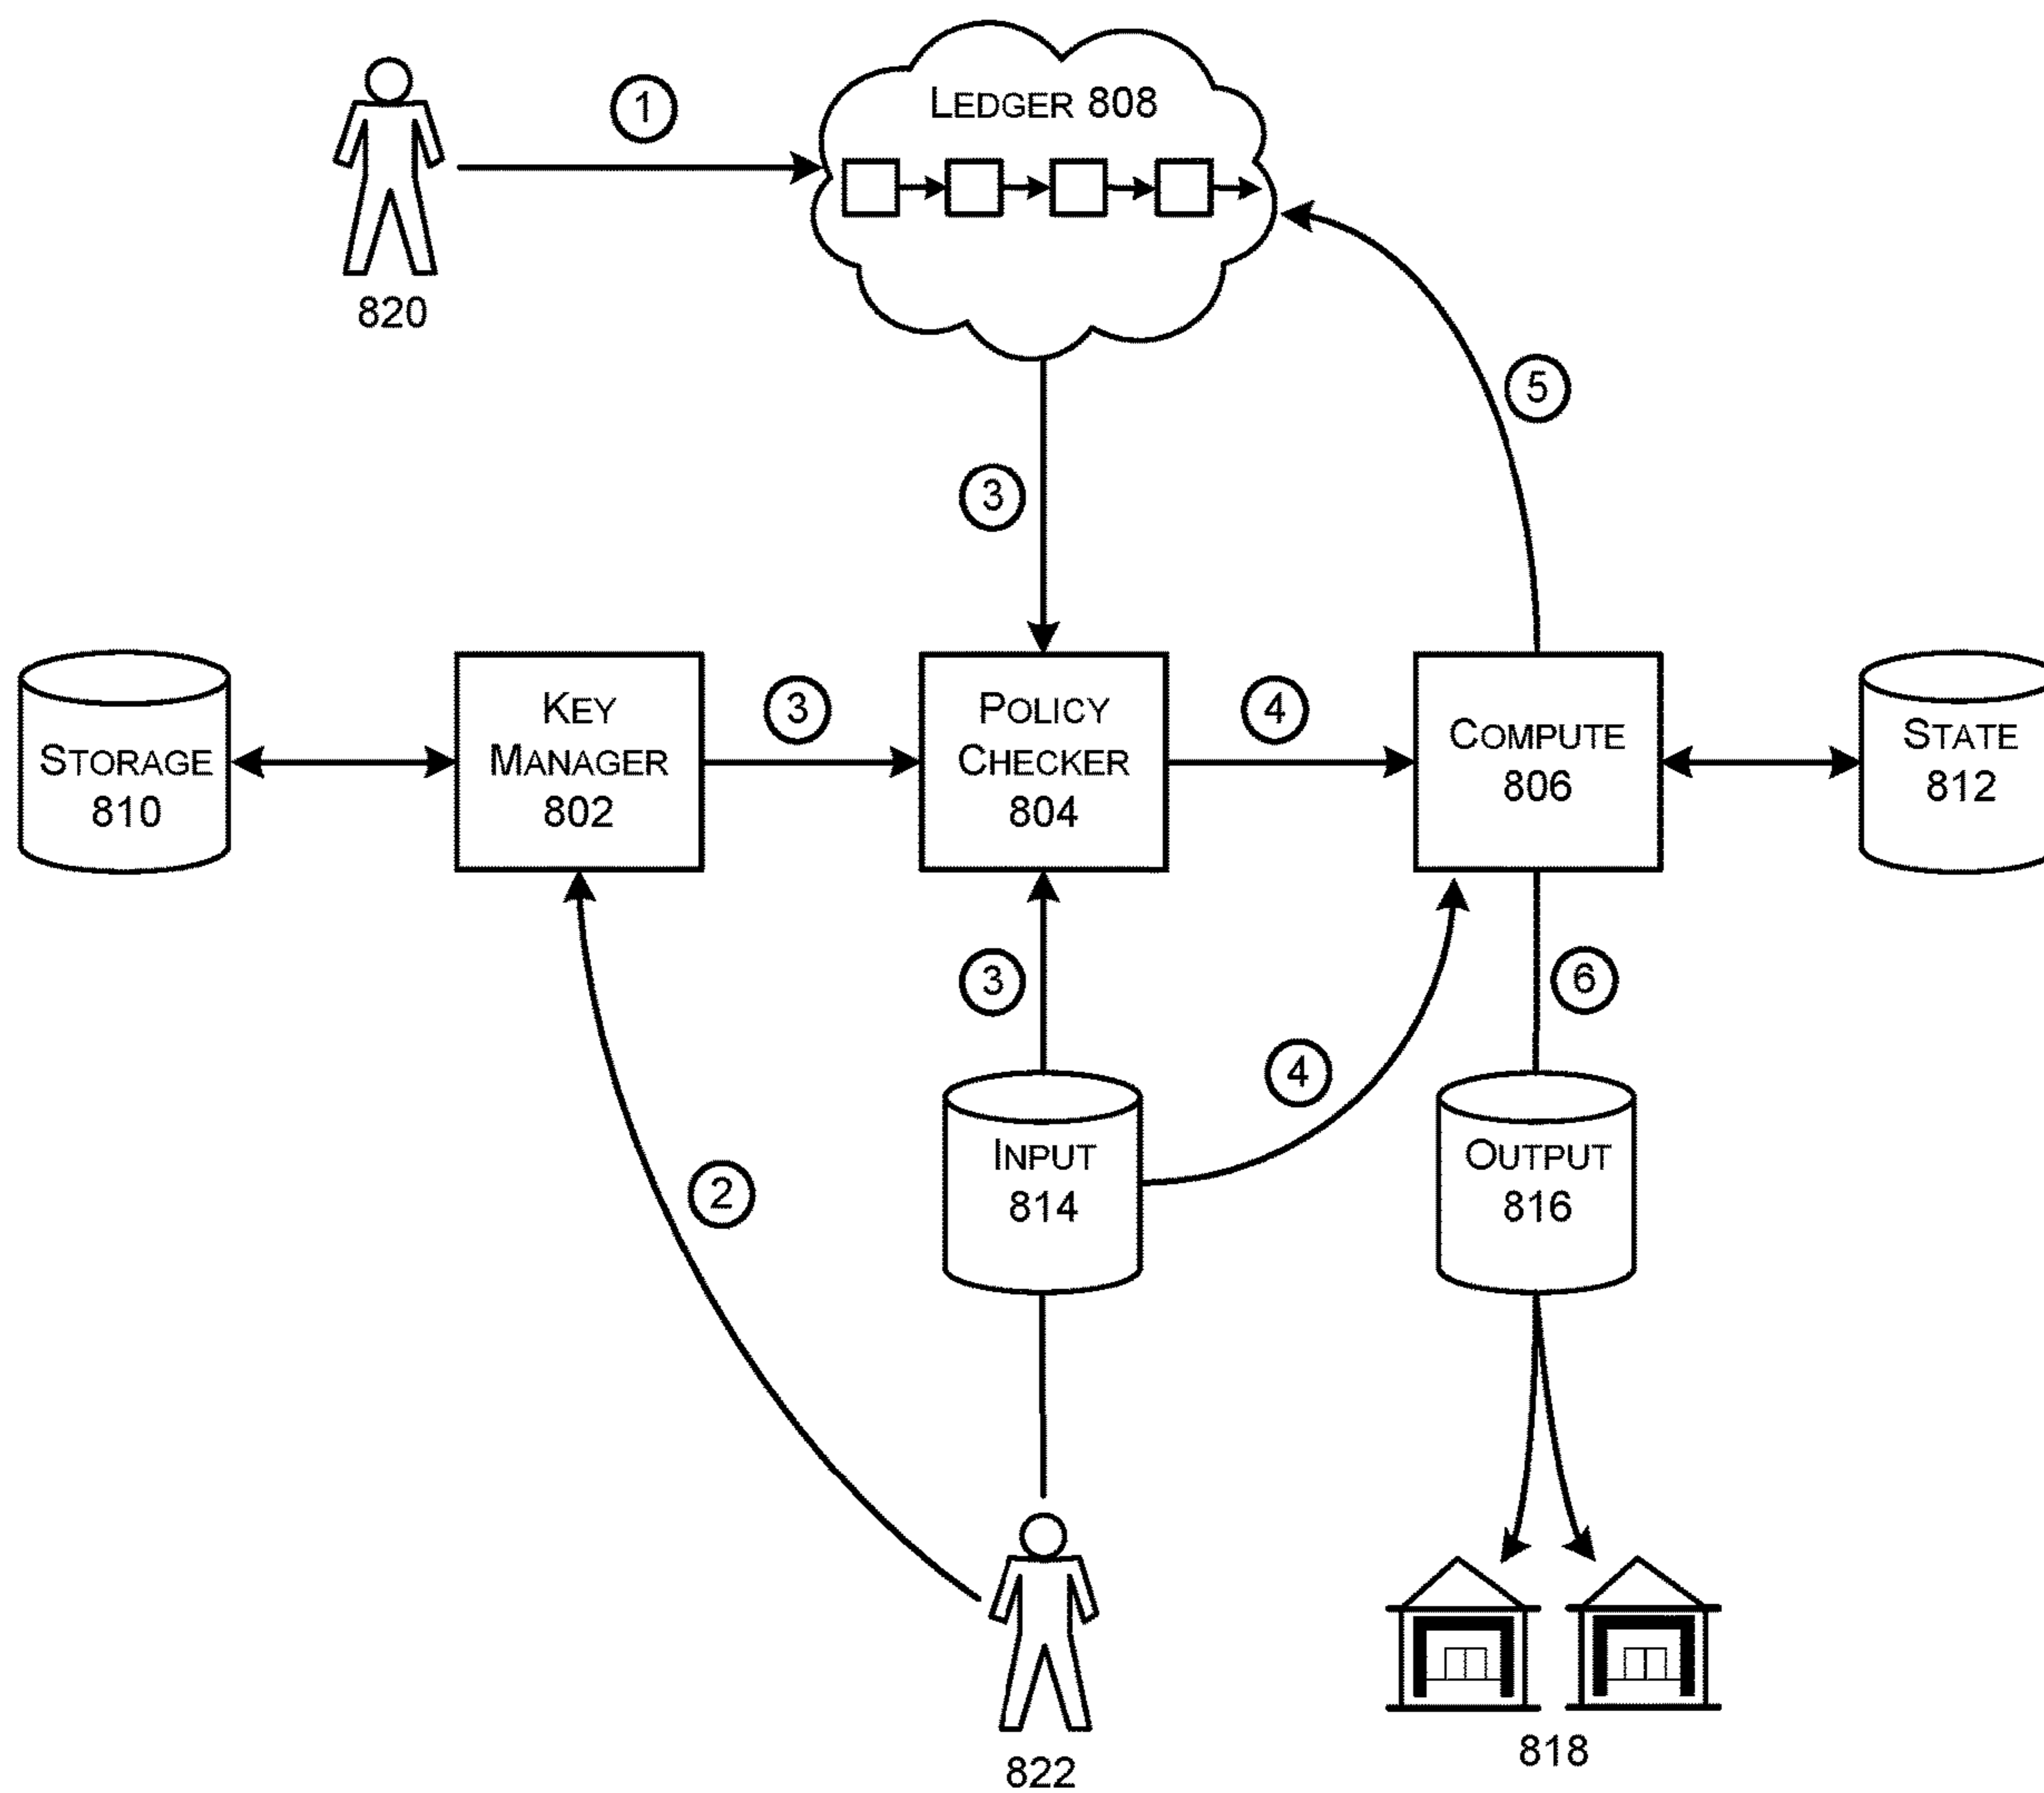 LEDGER 808
1
820
5
3
STORAGE
810
KEY
MANAGER
802
3
POLICY
CHECKER
804
4
COMPUTE
806
STATE
812
3
6
4
2
INPUT
814
OUTPUT
816
818
822